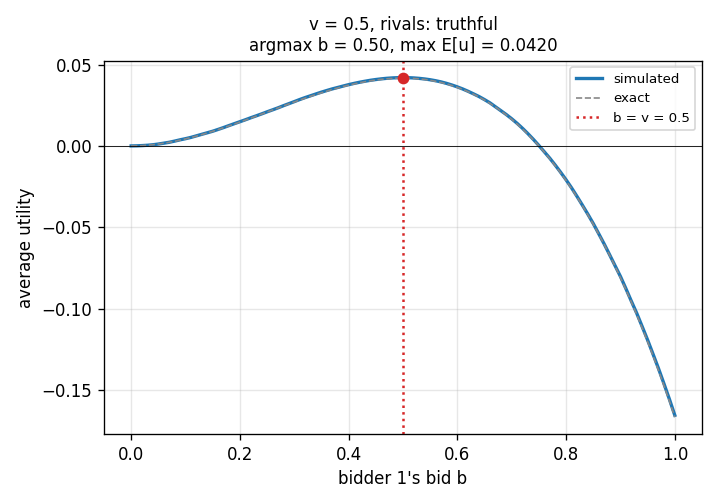 v = 0.5, rivals: truthful
argmax b = 0.50, max E[u] = 0.0420
simulated
exact
b = v = 0.5
average utility
0.05
0.00
−0.05
−0.10
−0.15
0.0 0.2 0.4 0.6 0.8 1.0
bidder 1's bid b